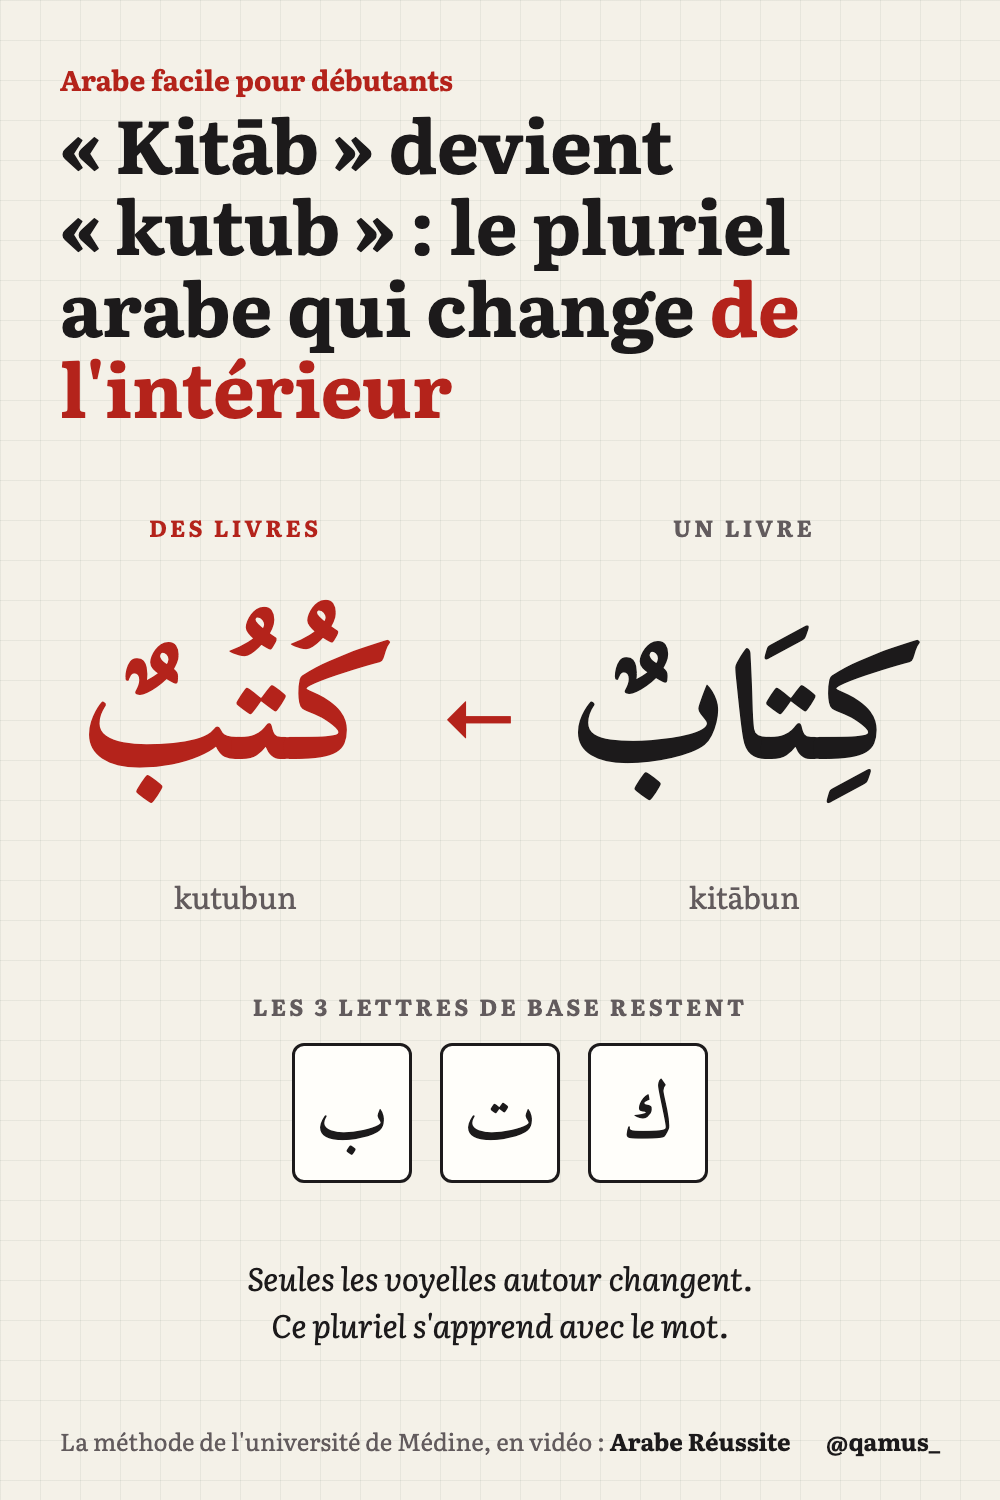 Arabe facile pour débutants
« Kitāb » devient
« kutub » : le pluriel
arabe qui change de
l'intérieur
DES LIVRES
UN LIVRE
كُتُبٌ
←
كِتَابٌ
kutubun
kitābun
LES 3 LETTRES DE BASE RESTENT
ك ت ب
Seules les voyelles autour changent.
Ce pluriel s'apprend avec le mot.
La méthode de l'université de Médine, en vidéo : Arabe Réussite @qamus_